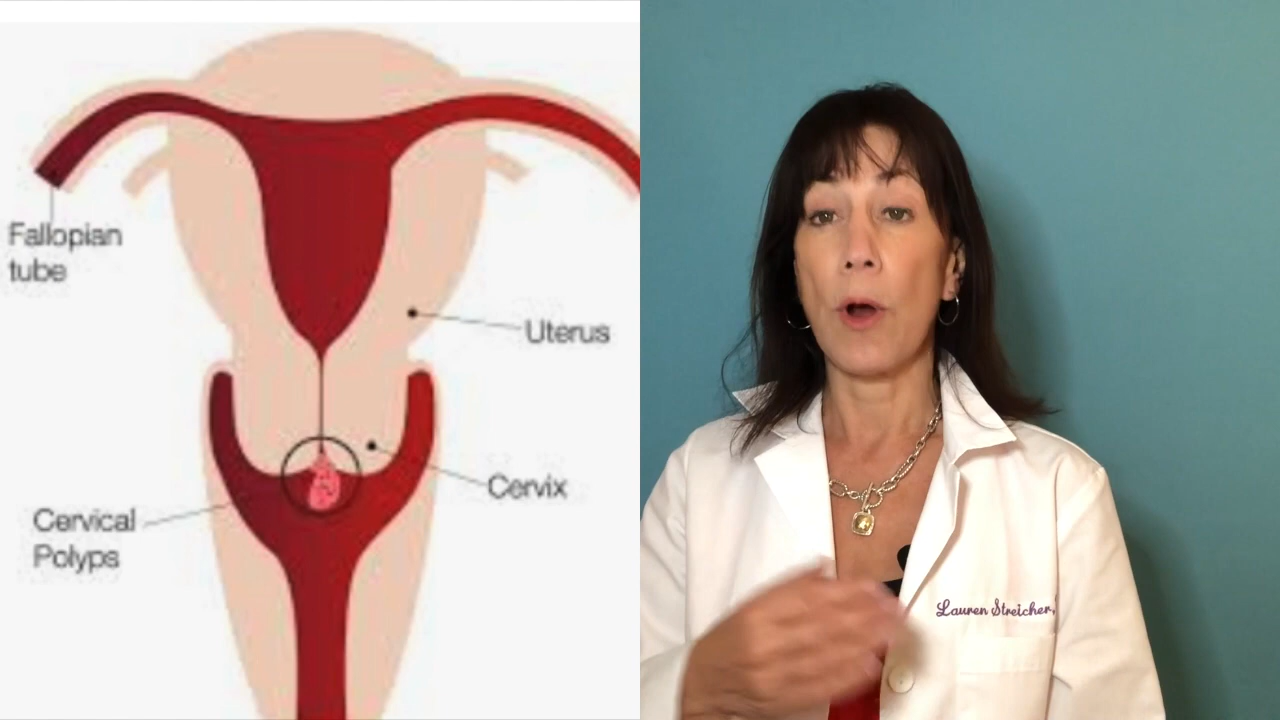 Fallopian
tube
Uterus
Cervix
Cervical
Polyps
Lauren Streicher,